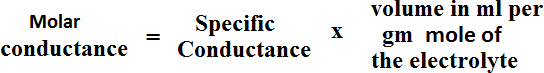 Molar conductance = Specific Conductance x volume in ml per gm mole of the electrolyte